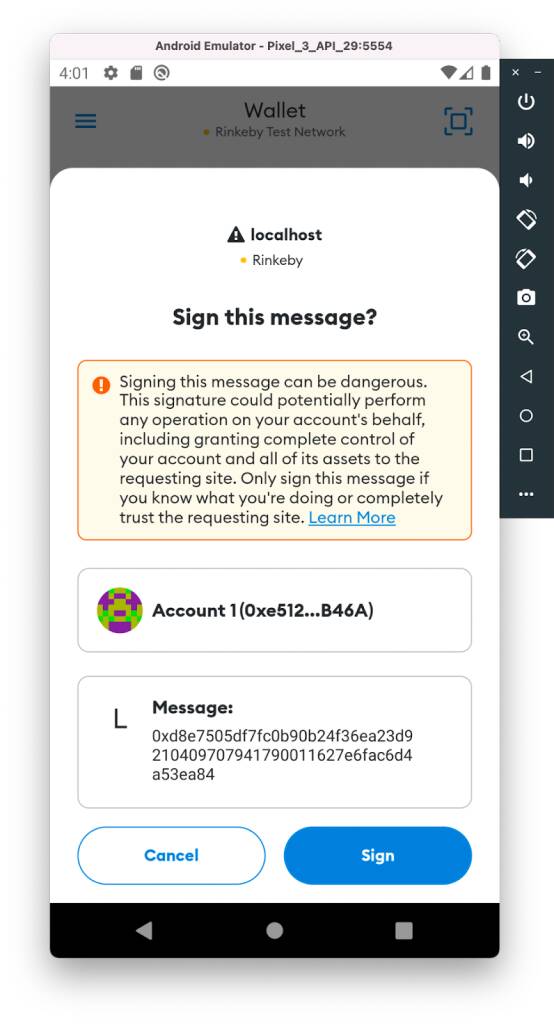 Android Emulator - Pixel_3_API_29:5554
4:01
Wallet
Rinkeby Test Network
localhost
Rinkeby
Sign this message?
Signing this message can be dangerous.
This signature could potentially perform
any operation on your account's behalf,
including granting complete control of
your account and all of its assets to the
requesting site. Only sign this message if
you know what you're doing or completely
trust the requesting site. Learn More
Account 1 (0xe512...B46A)
L
Message:
0xd8e7505df7fc0b90b24f36ea23d9
210409707941790011627e6fac6d4
a53ea84
Cancel
Sign